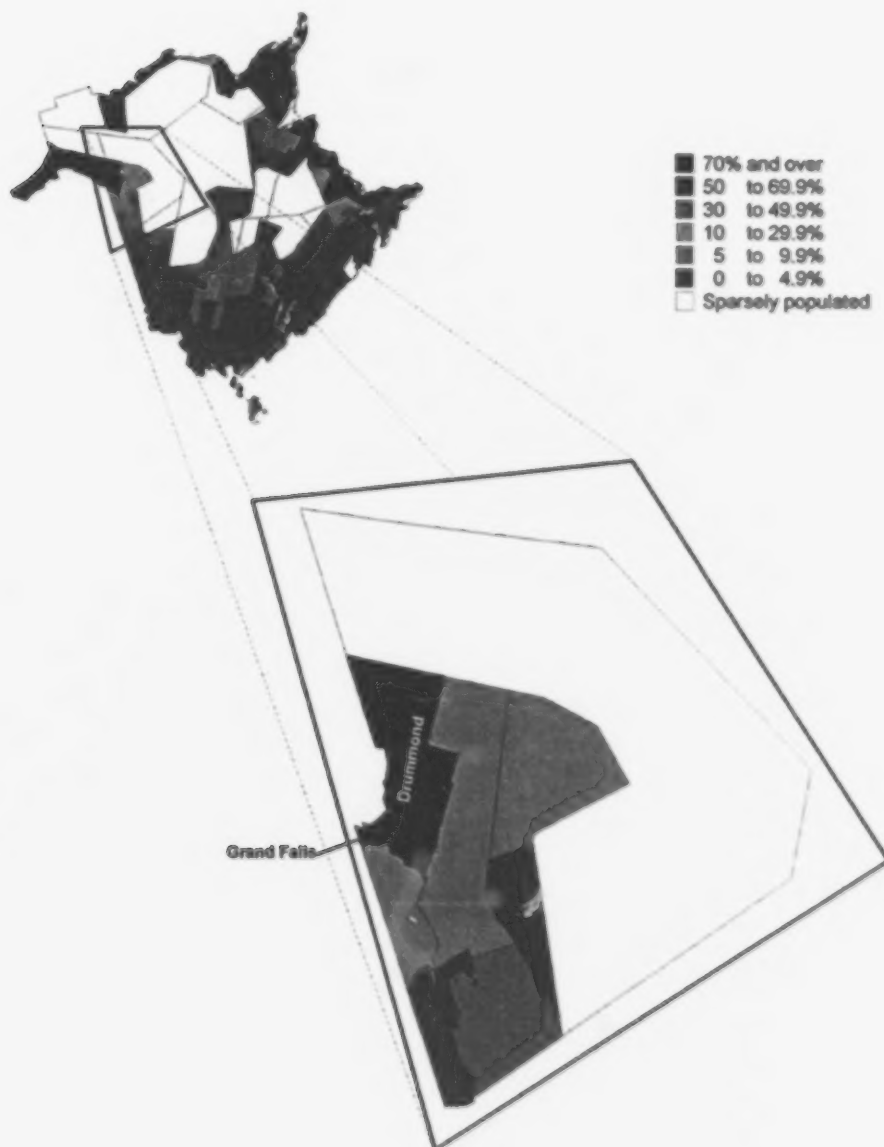 70% and over
50 to 69.9%
30 to 49.9%
10 to 29.9%
5 to 9.9%
0 to 4.9%
Sparsely populated
Drummond
Grand Falls